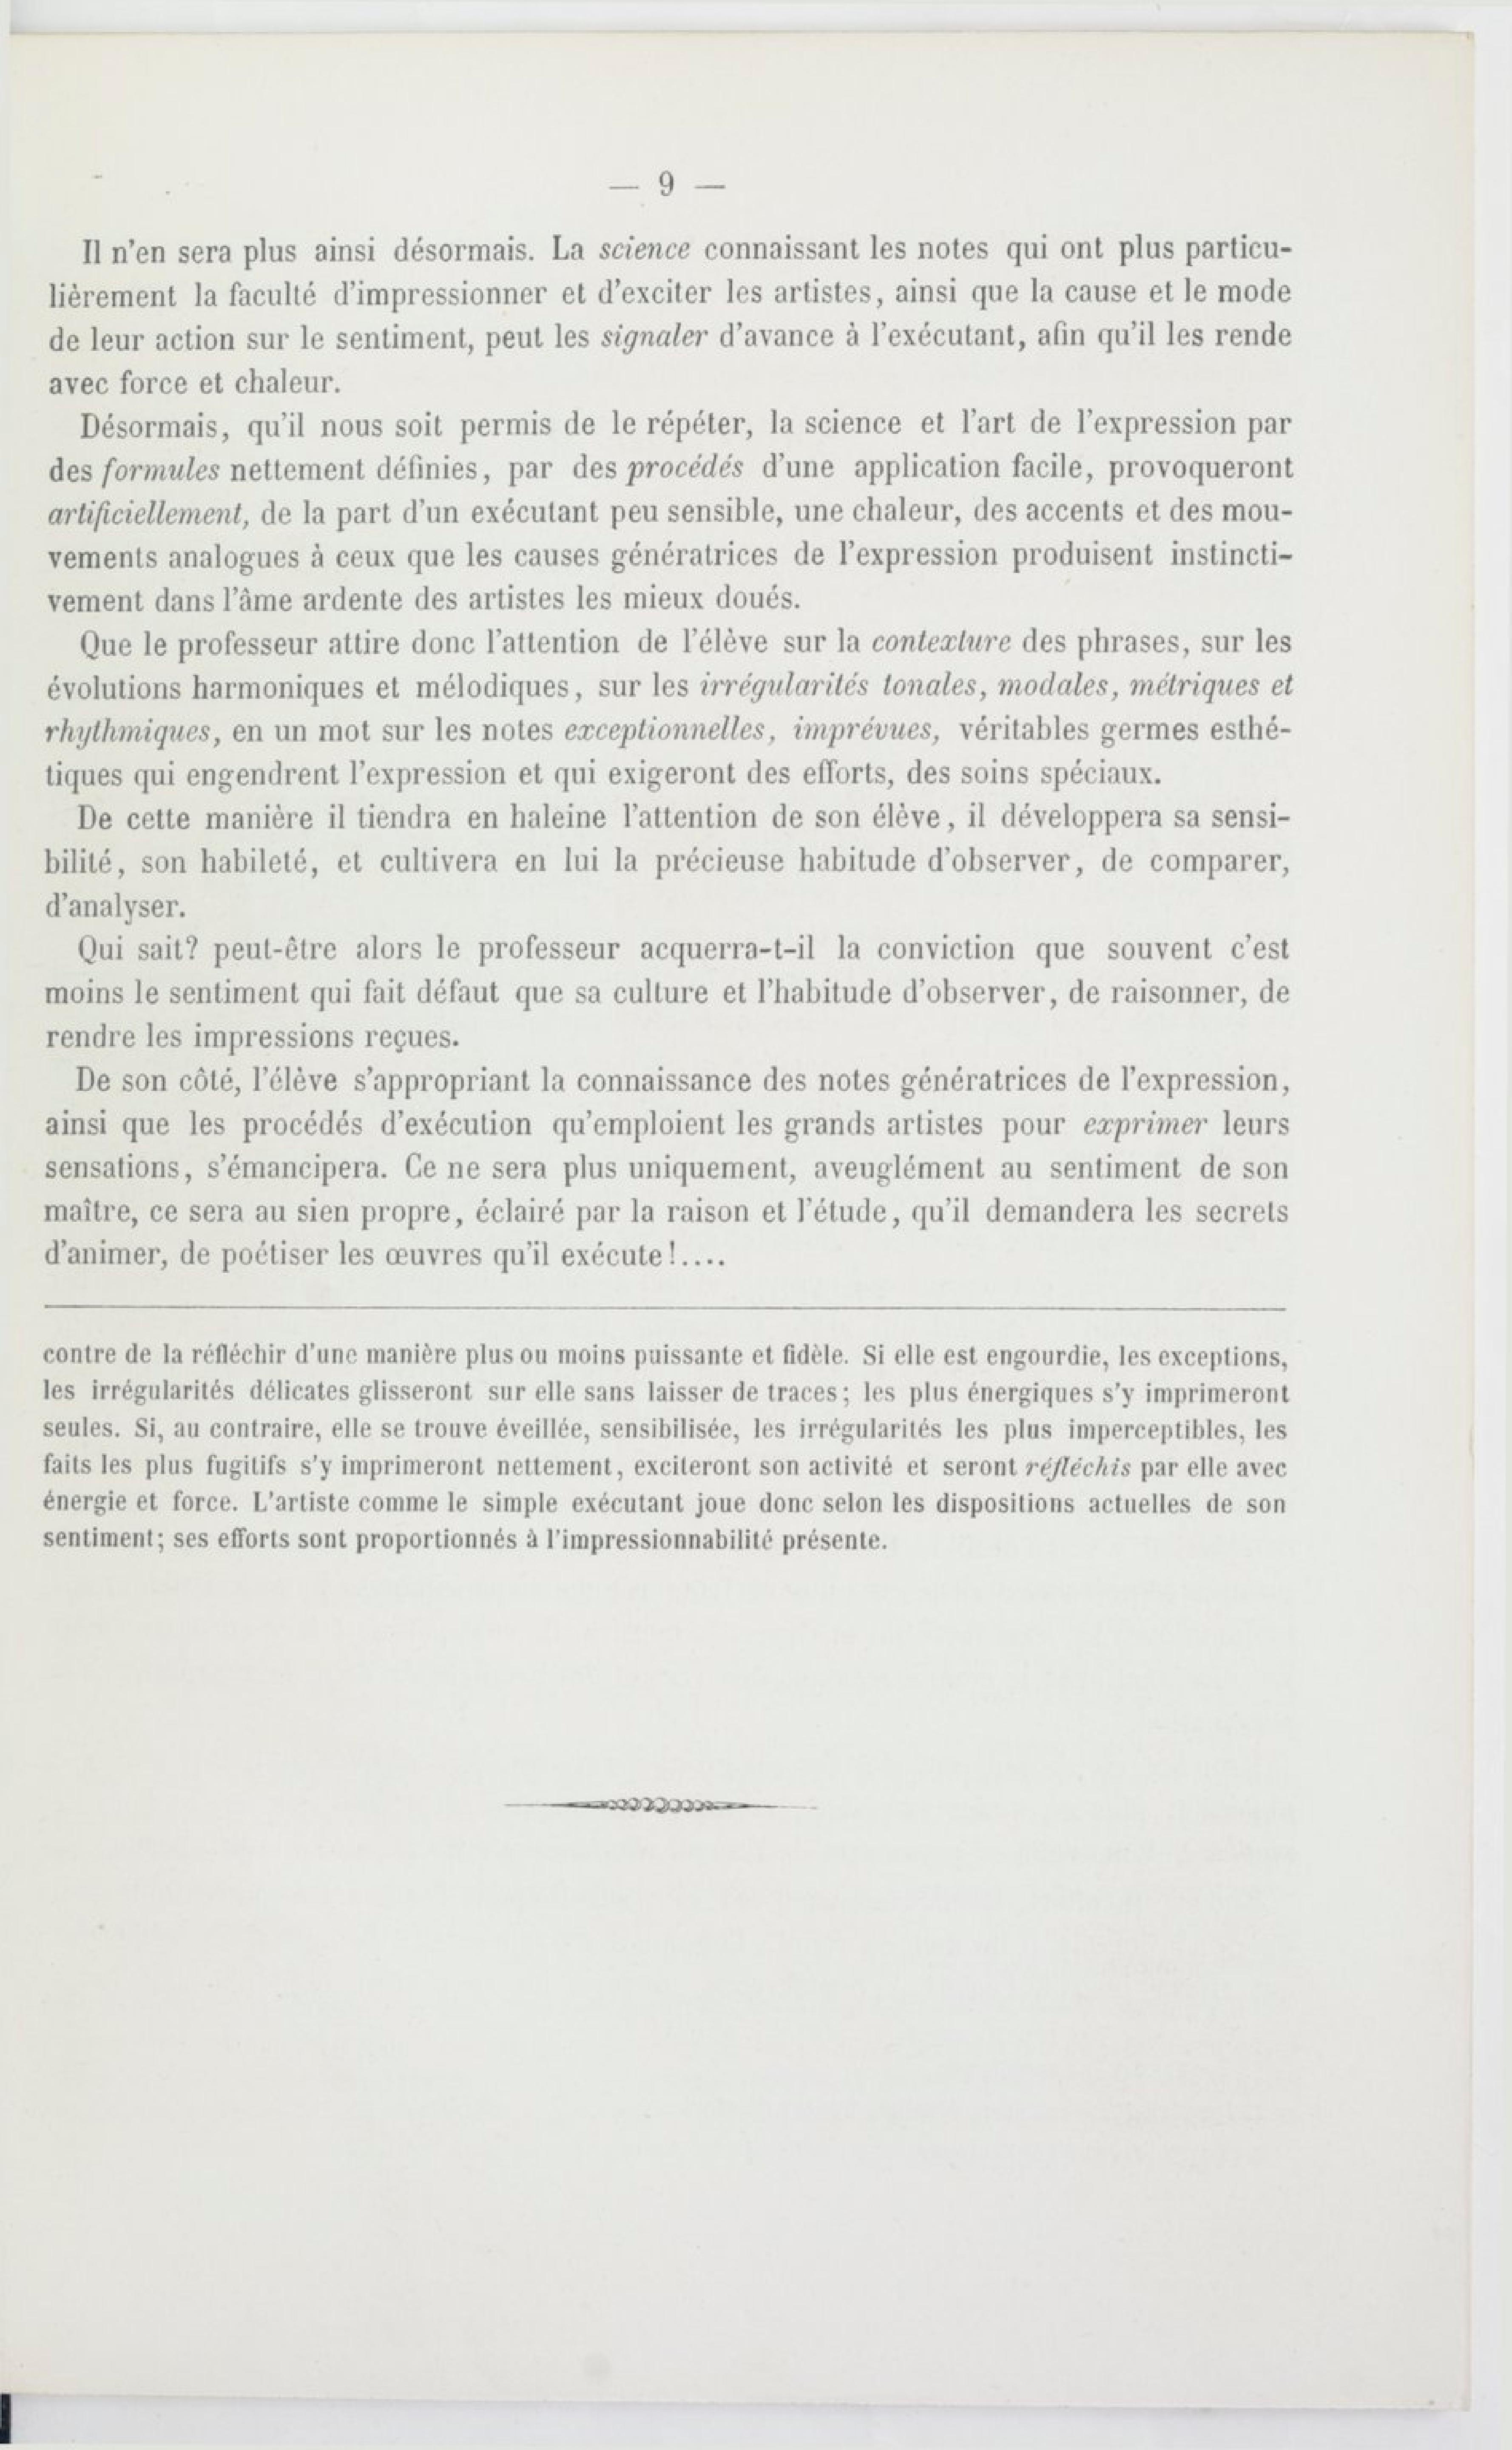 — 9 —
Il n'en sera plus ainsi désormais. La science connaissant les notes qui ont plus particu-
lièrement la faculté d'impressionner et d'exciter les artistes, ainsi que la cause et le mode
de leur action sur le sentiment, peut les signaler d'avance à l'exécutant, afin qu'il les rende
avec force et chaleur.
Désormais, qu'il nous soit permis de le répéter, la science et l'art de l'expression par
des formules nettement définies, par des procédés d'une application facile, provoqueront
artificiellement, de la part d'un exécutant peu sensible, une chaleur, des accents et des mou-
vements analogues à ceux que les causes génératrices de l'expression produisent instincti-
vement dans l'âme ardente des artistes les mieux doués.
Que le professeur attire donc l'attention de l'élève sur la contexture des phrases, sur les
évolutions harmoniques et mélodiques, sur les irrégularités tonales, modales, métriques et
rhythmiques, en un mot sur les notes exceptionnelles, imprévues, véritables germes esthé-
tiques qui engendrent l'expression et qui exigeront des efforts, des soins spéciaux.
De cette manière il tiendra en haleine l'attention de son élève, il développera sa sensi-
bilité, son habileté, et cultivera en lui la précieuse habitude d'observer, de comparer,
d'analyser.
Qui sait? peut-être alors le professeur acquerra-t-il la conviction que souvent c'est
moins le sentiment qui fait défaut que sa culture et l'habitude d'observer, de raisonner, de
rendre les impressions reçues.
De son côté, l'élève s'appropriant la connaissance des notes génératrices de l'expression,
ainsi que les procédés d'exécution qu'emploient les grands artistes pour exprimer leurs
sensations, s'émancipera. Ce ne sera plus uniquement, aveuglément au sentiment de son
maître, ce sera au sien propre, éclairé par la raison et l'étude, qu'il demandera les secrets
d'animer, de poétiser les œuvres qu'il exécute!....
contre de la réfléchir d'une manière plus ou moins puissante et fidèle. Si elle est engourdie, les exceptions,
les irrégularités délicates glisseront sur elle sans laisser de traces; les plus énergiques s'y imprimeront
seules. Si, au contraire, elle se trouve éveillée, sensibilisée, les irrégularités les plus imperceptibles, les
faits les plus fugitifs s'y imprimeront nettement, exciteront son activité et seront réfléchis par elle avec
énergie et force. L'artiste comme le simple exécutant joue donc selon les dispositions actuelles de son
sentiment; ses efforts sont proportionnés à l'impressionnabilité présente.